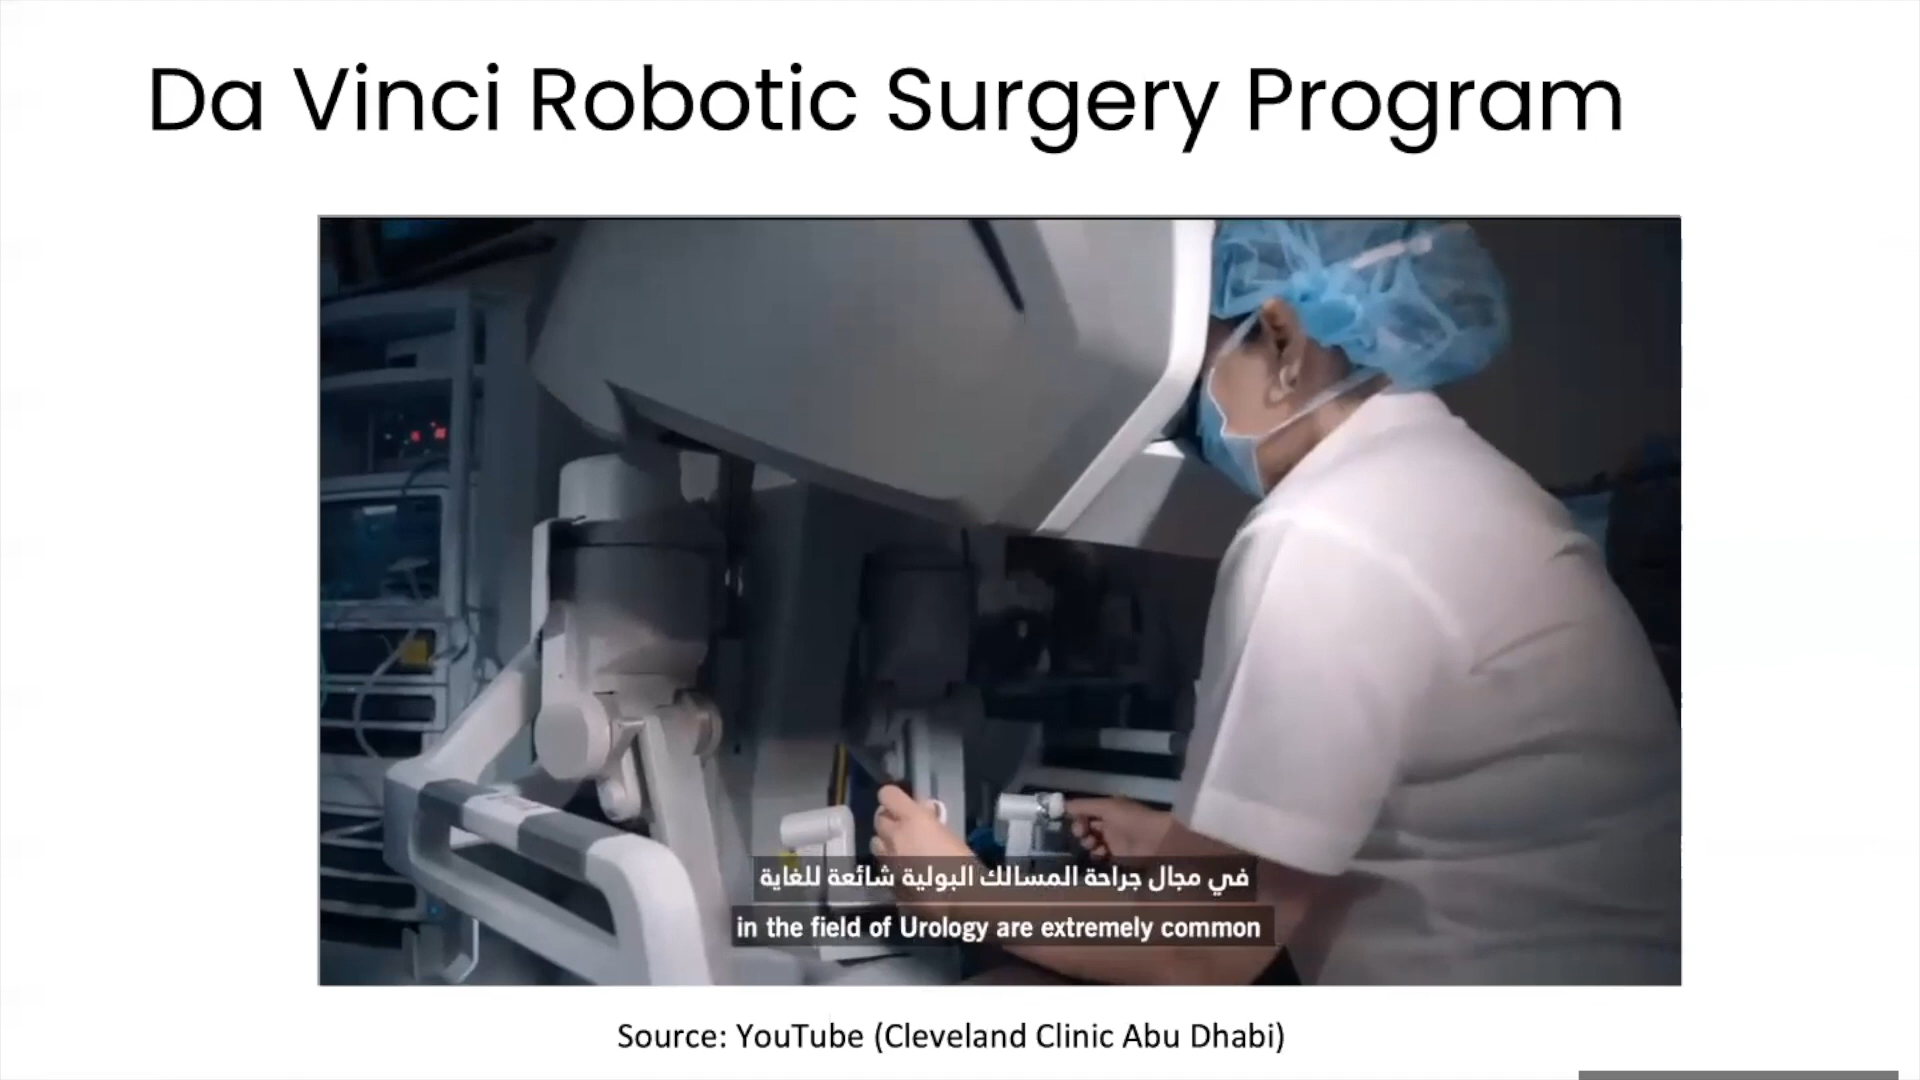 Da Vinci Robotic Surgery Program
في مجال جراحة المسالك البولية شائعة للغاية
in the field of Urology are extremely common
Source: YouTube (Cleveland Clinic Abu Dhabi)